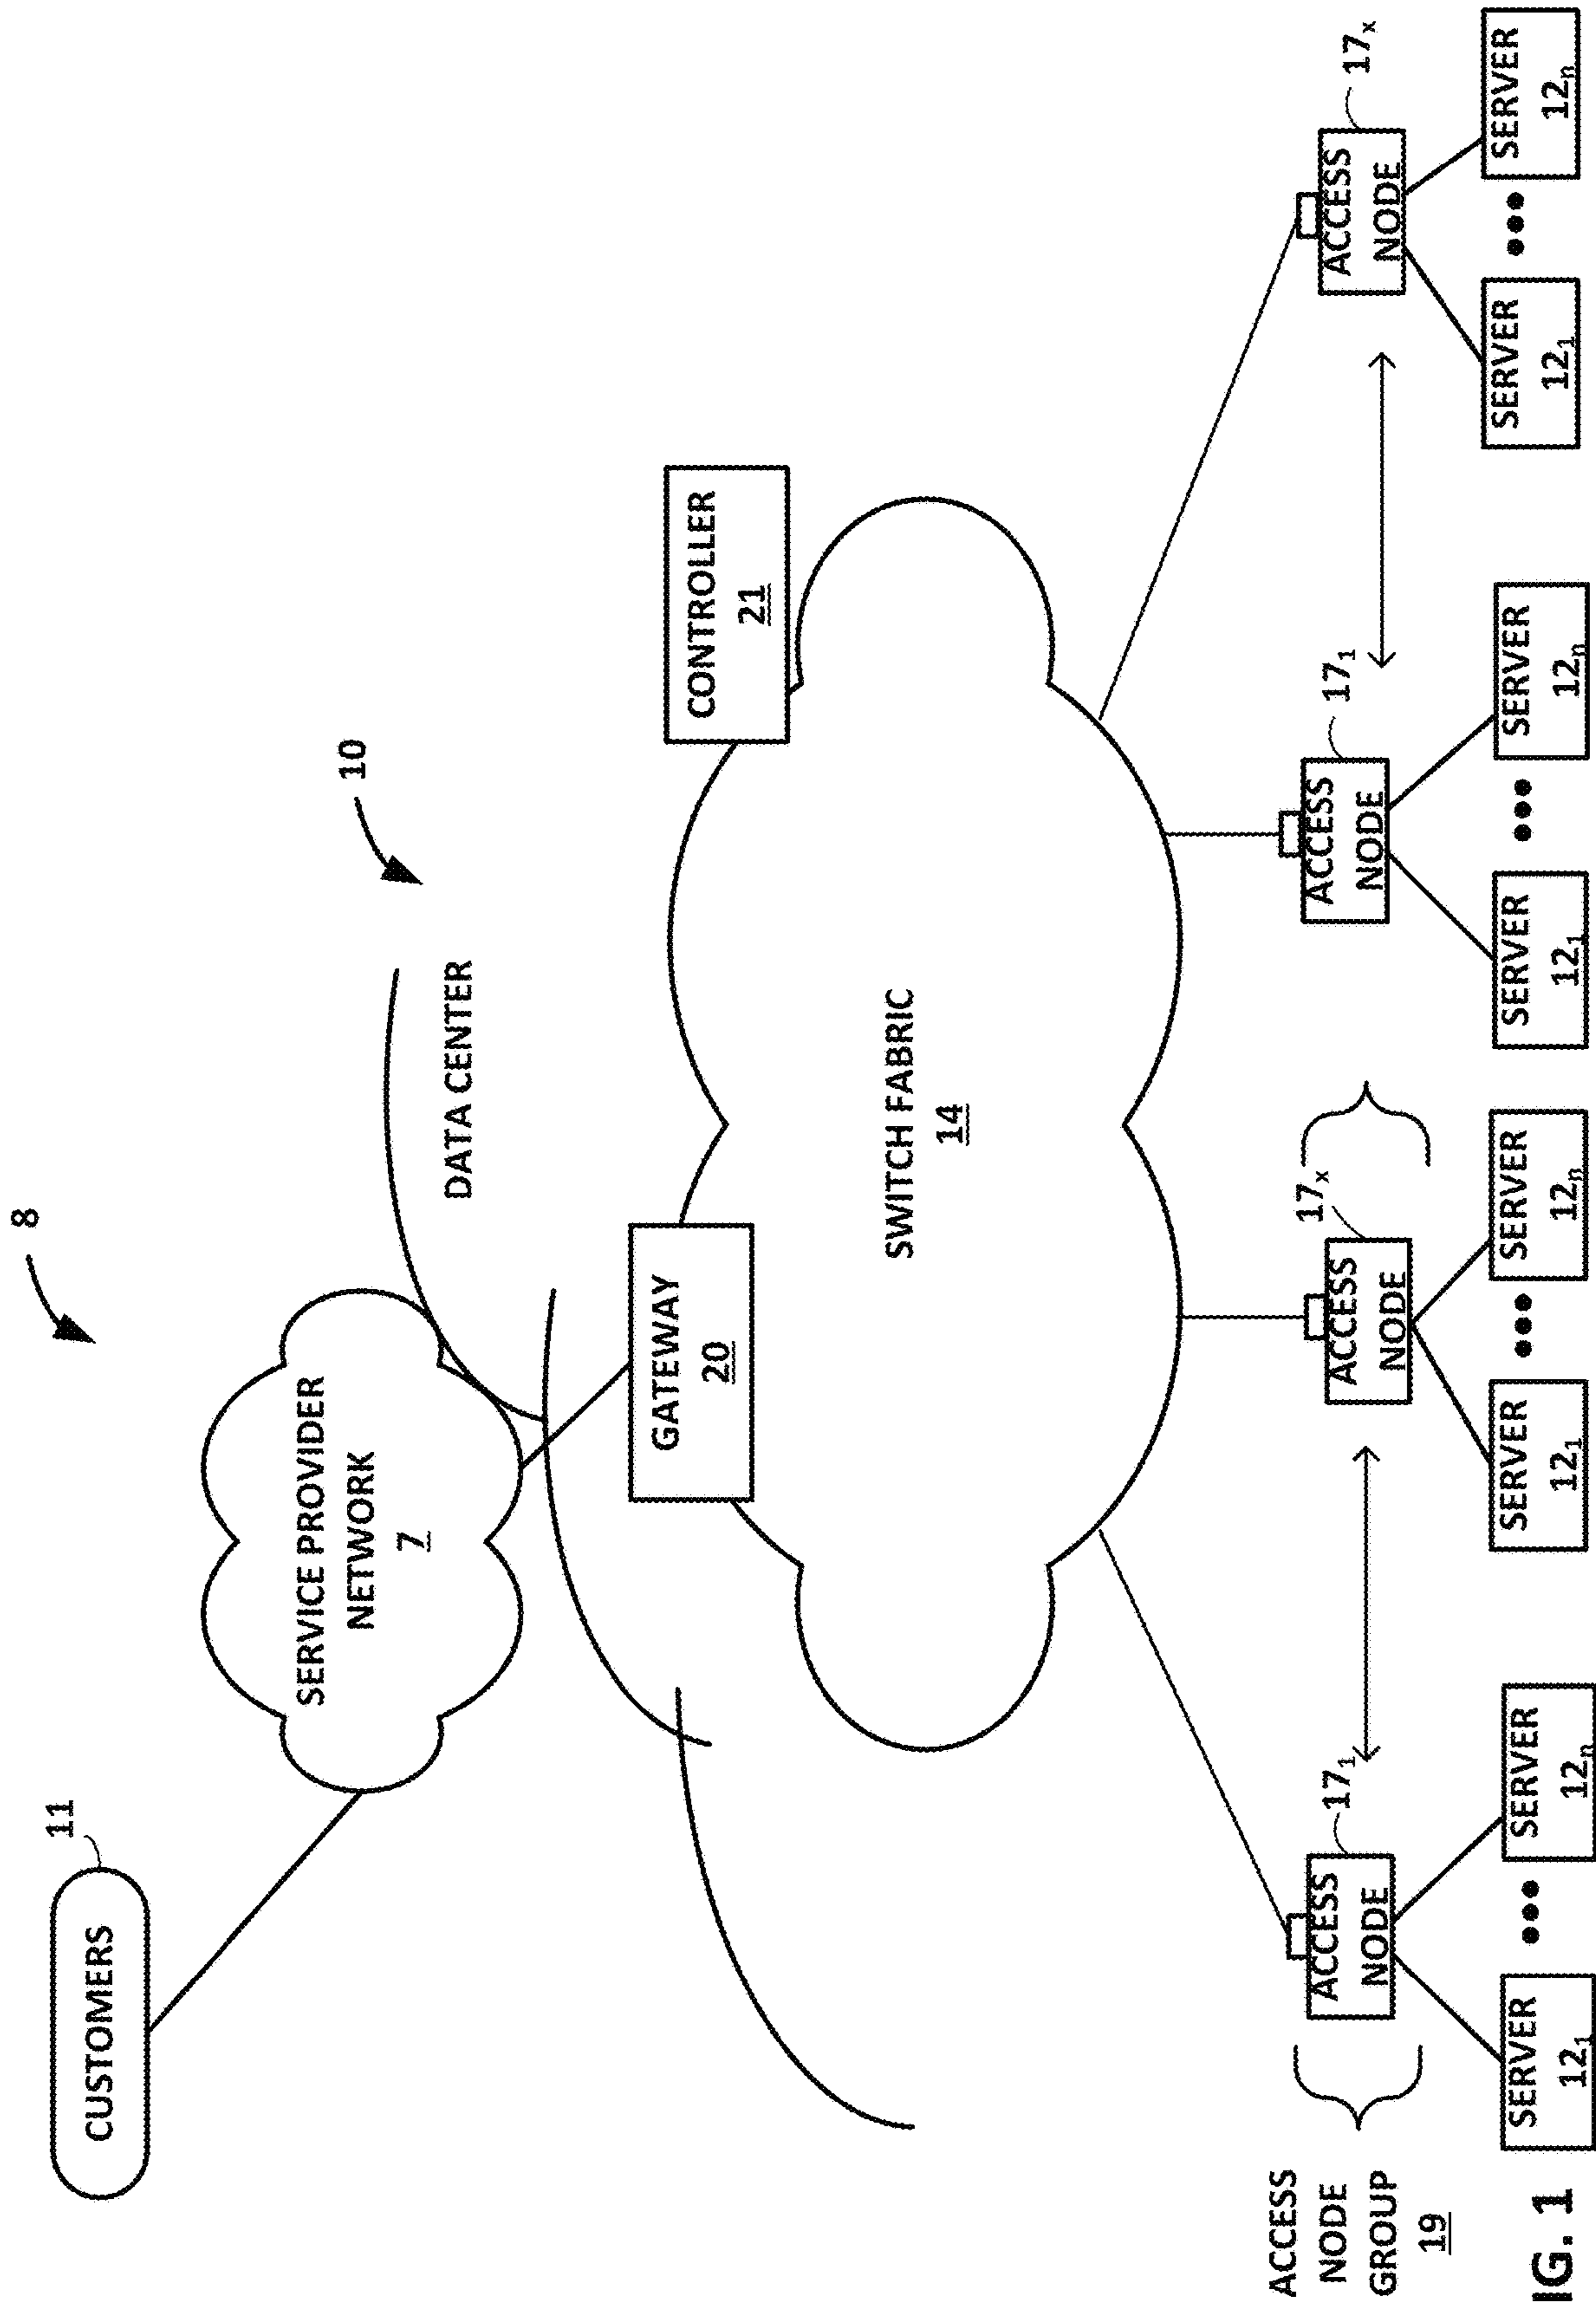 8
10
11
CUSTOMERS
SERVICE PROVIDER
NETWORK
7
DATA CENTER
GATEWAY
20
CONTROLLER
21
SWITCH FABRIC
14
ACCESS
NODE
GROUP
19
ACCESS
NODE
17₁
ACCESS
NODE
17ₓ
ACCESS
NODE
17₁
ACCESS
NODE
17ₓ
SERVER
12₁
SERVER
12ₙ
SERVER
12₁
SERVER
12ₙ
SERVER
12₁
SERVER
12ₙ
SERVER
12₁
SERVER
12ₙ
IG. 1